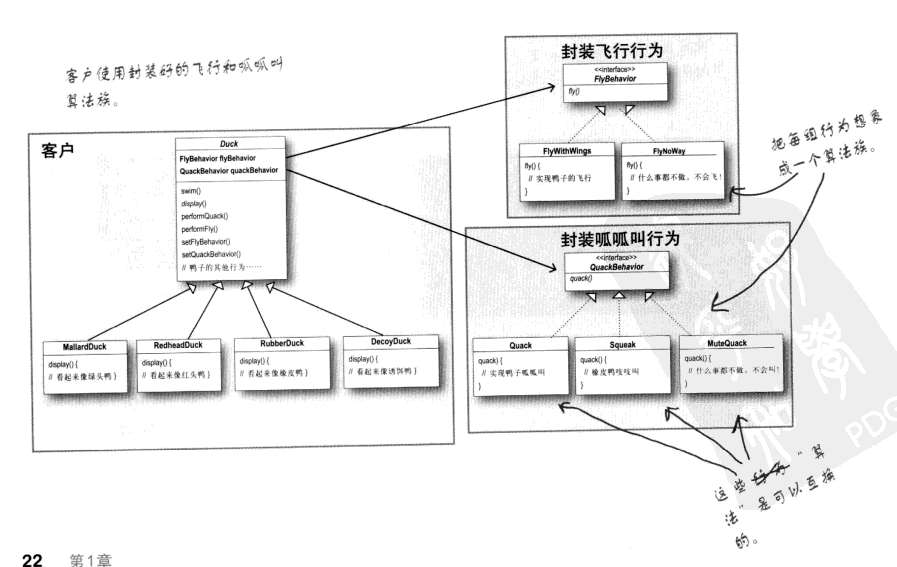 客户使用封装好的飞行和呱呱叫
算法族。
客户
Duck
FlyBehavior flyBehavior
QuackBehavior quackBehavior
swim()
display()
performQuack()
performFly()
setFlyBehavior()
setQuackBehavior()
// 鸭子的其他行为……
MallardDuck
display() {
// 看起来像绿头鸭 }
RedheadDuck
display() {
// 看起来像红头鸭 }
RubberDuck
display() {
// 看起来像橡皮鸭 }
DecoyDuck
display() {
// 看起来像诱饵鸭 }
封装飞行行为
<<interface>>
FlyBehavior
fly()
FlyWithWings
fly() {
// 实现鸭子的飞行
}
FlyNoWay
fly() {
// 什么事都不做，不会飞!
}
把每组行为想象
成一个算法族。
封装呱呱叫行为
<<interface>>
QuackBehavior
quack()
Quack
quack() {
// 实现鸭子呱呱叫
}
Squeak
quack() {
// 橡皮鸭吱吱叫
}
MuteQuack
quack() {
// 什么事都不做，不会叫!
}
这些行为“算
法”是可以互换
的。
PDG
22 第1章